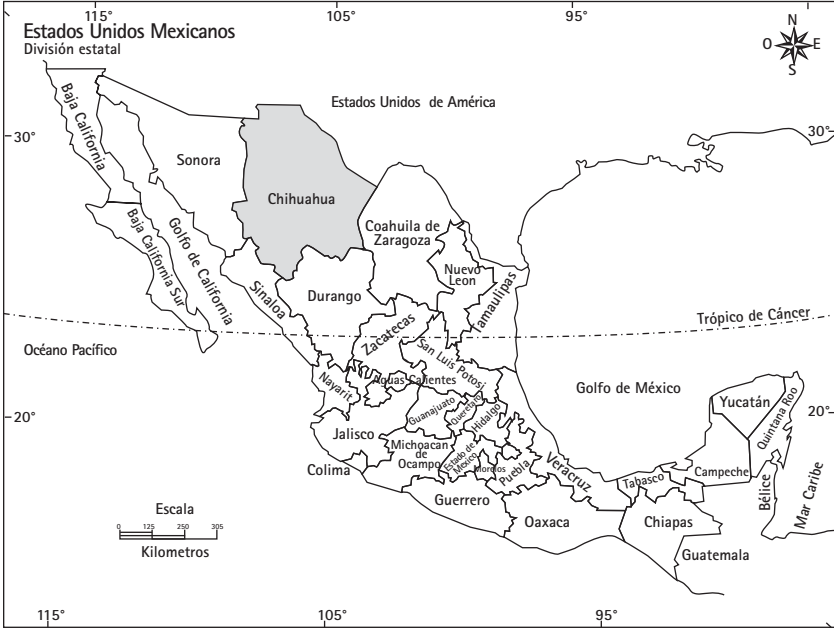 115°
105°
95°
Estados Unidos Mexicanos
División estatal
N
O
E
S
Estados Unidos de América
30°
30°
Baja California
Sonora
Chihuahua
Coahuila de
Zaragoza
Baja California Sur
Golfo de California
Sinaloa
Durango
Nuevo
Leon
Tamaulipas
Trópico de Cáncer
Océano Pacífico
Zacatecas
San Luis Potosi
Nayarit
Aguas Calientes
Golfo de México
Yucatán
Quintana Roo
20°
20°
Guanajuato
Queretaro
Hidalgo
Jalisco
Michoacan
de
Ocampo
Estado de
Mexico
Morelos
Puebla
Veracruz
Tabasco
Campeche
Colima
Guerrero
Oaxaca
Chiapas
Bélice
Mar Caribe
Guatemala
Escala
0 125 250 305
Kilometros
115°
105°
95°